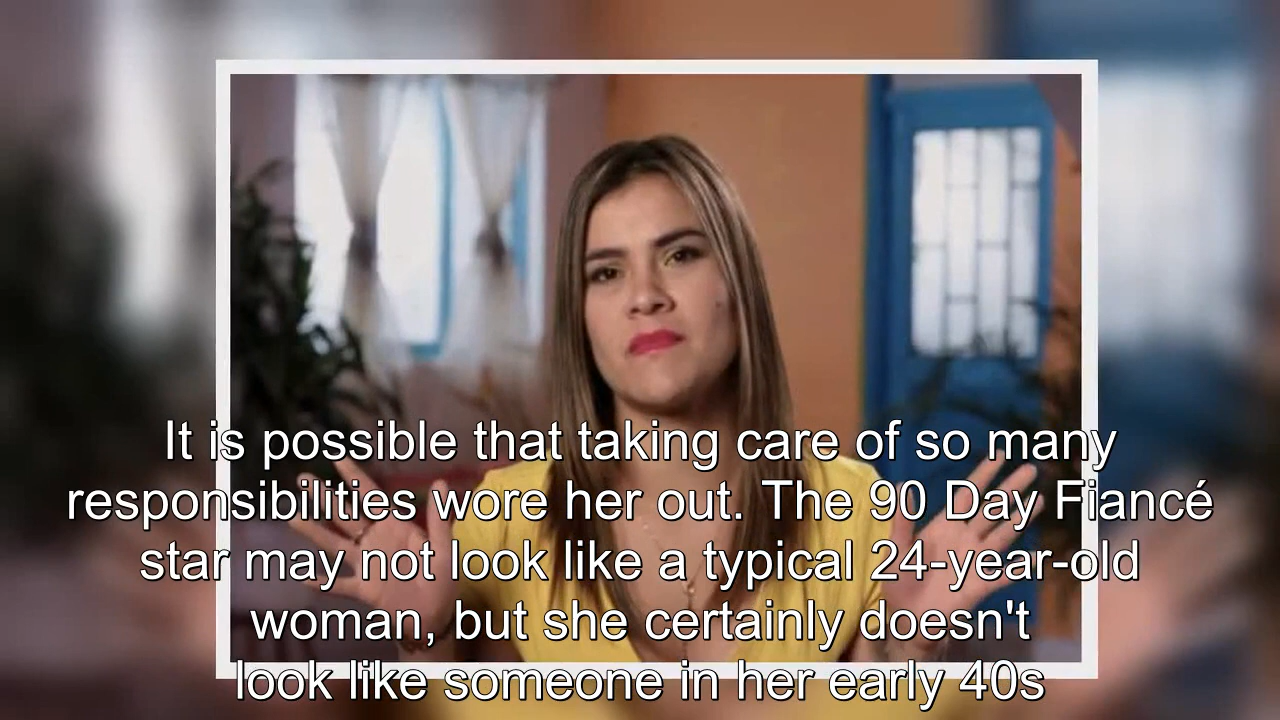 It is possible that taking care of so many
responsibilities wore her out. The 90 Day Fiancé
star may not look like a typical 24-year-old
woman, but she certainly doesn't
look like someone in her early 40s